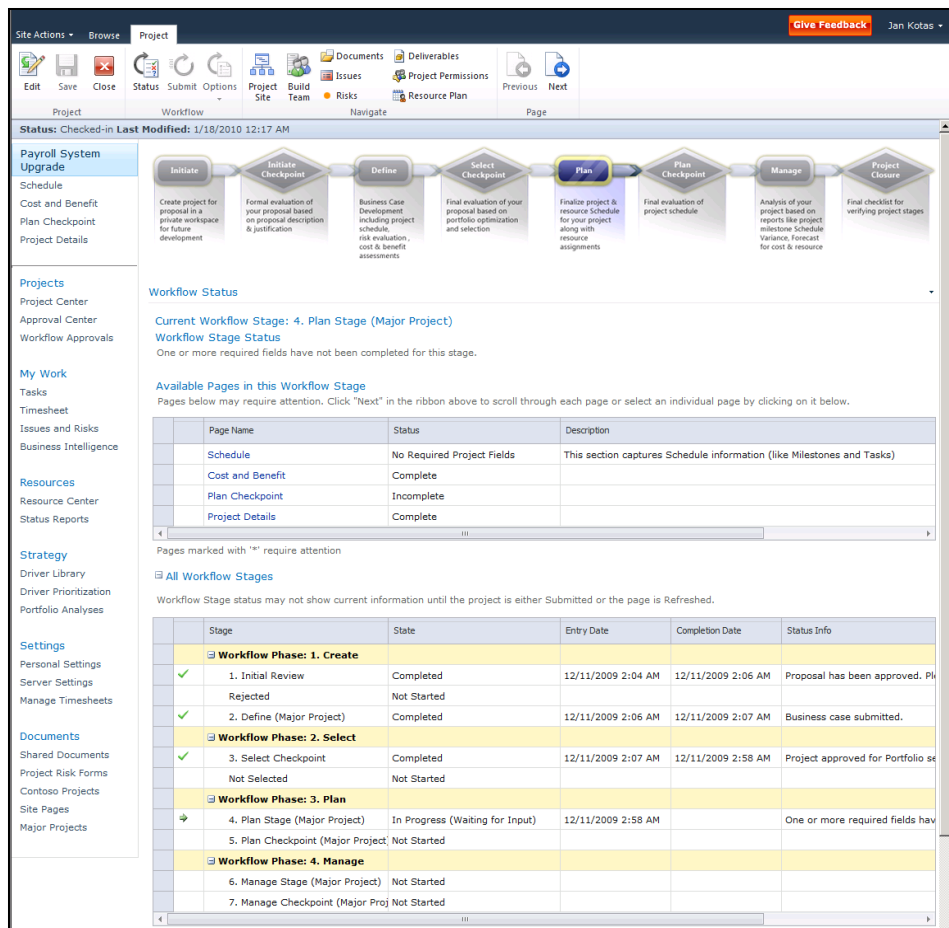 Give Feedback
Jan Kotas
Site Actions Browse Project
Edit Save Close Status Submit Options Project Site Build Team Documents Issues Risks Deliverables Project Permissions Resource Plan Previous Next
Project Workflow Navigate Page
Status: Checked-in Last Modified: 1/18/2010 12:17 AM
Payroll System
Upgrade
Schedule
Cost and Benefit
Plan Checkpoint
Project Details
Projects
Project Center
Approval Center
Workflow Approvals
My Work
Tasks
Timesheet
Issues and Risks
Business Intelligence
Resources
Resource Center
Status Reports
Strategy
Driver Library
Driver Prioritization
Portfolio Analyses
Settings
Personal Settings
Server Settings
Manage Timesheets
Documents
Shared Documents
Project Risk Forms
Contoso Projects
Site Pages
Major Projects
Initiate
Create project for
proposal in a
private workspace
for future
development
Initiate
Checkpoint
Formal evaluation of
your proposal based
on proposal description
& justification
Define
Business Case
Development
including project
schedule,
risk evaluation ,
cost & benefit
assessments
Select
Checkpoint
Final evaluation of your
proposal based on
portfolio optimization
and selection
Plan
Finalize project &
resource Schedule
for your project
along with
resource
assignments
Plan
Checkpoint
Final evaluation of
project schedule
Manage
Analysis of your
project based on
reports like project
milestone Schedule
Variance, Forecast
for cost & resource
Project
Closure
Final checklist for
verifying project stages
Workflow Status
Current Workflow Stage: 4. Plan Stage (Major Project)
Workflow Stage Status
One or more required fields have not been completed for this stage.
Available Pages in this Workflow Stage
Pages below may require attention. Click "Next" in the ribbon above to scroll through each page or select an individual page by clicking on it below.
Page Name Status Description
Schedule No Required Project Fields This section captures Schedule information (like Milestones and Tasks)
Cost and Benefit Complete
Plan Checkpoint Incomplete
Project Details Complete
Pages marked with '*' require attention
All Workflow Stages
Workflow Stage status may not show current information until the project is either Submitted or the page is Refreshed.
Stage State Entry Date Completion Date Status Info
Workflow Phase: 1. Create
1. Initial Review Completed 12/11/2009 2:04 AM 12/11/2009 2:06 AM Proposal has been approved. Pl
Rejected Not Started
2. Define (Major Project) Completed 12/11/2009 2:06 AM 12/11/2009 2:07 AM Business case submitted.
Workflow Phase: 2. Select
3. Select Checkpoint Completed 12/11/2009 2:07 AM 12/11/2009 2:58 AM Project approved for Portfolio se
Not Selected Not Started
Workflow Phase: 3. Plan
4. Plan Stage (Major Project) In Progress (Waiting for Input) 12/11/2009 2:58 AM One or more required fields hav
5. Plan Checkpoint (Major Project Not Started
Workflow Phase: 4. Manage
6. Manage Stage (Major Project) Not Started
7. Manage Checkpoint (Major Proj Not Started